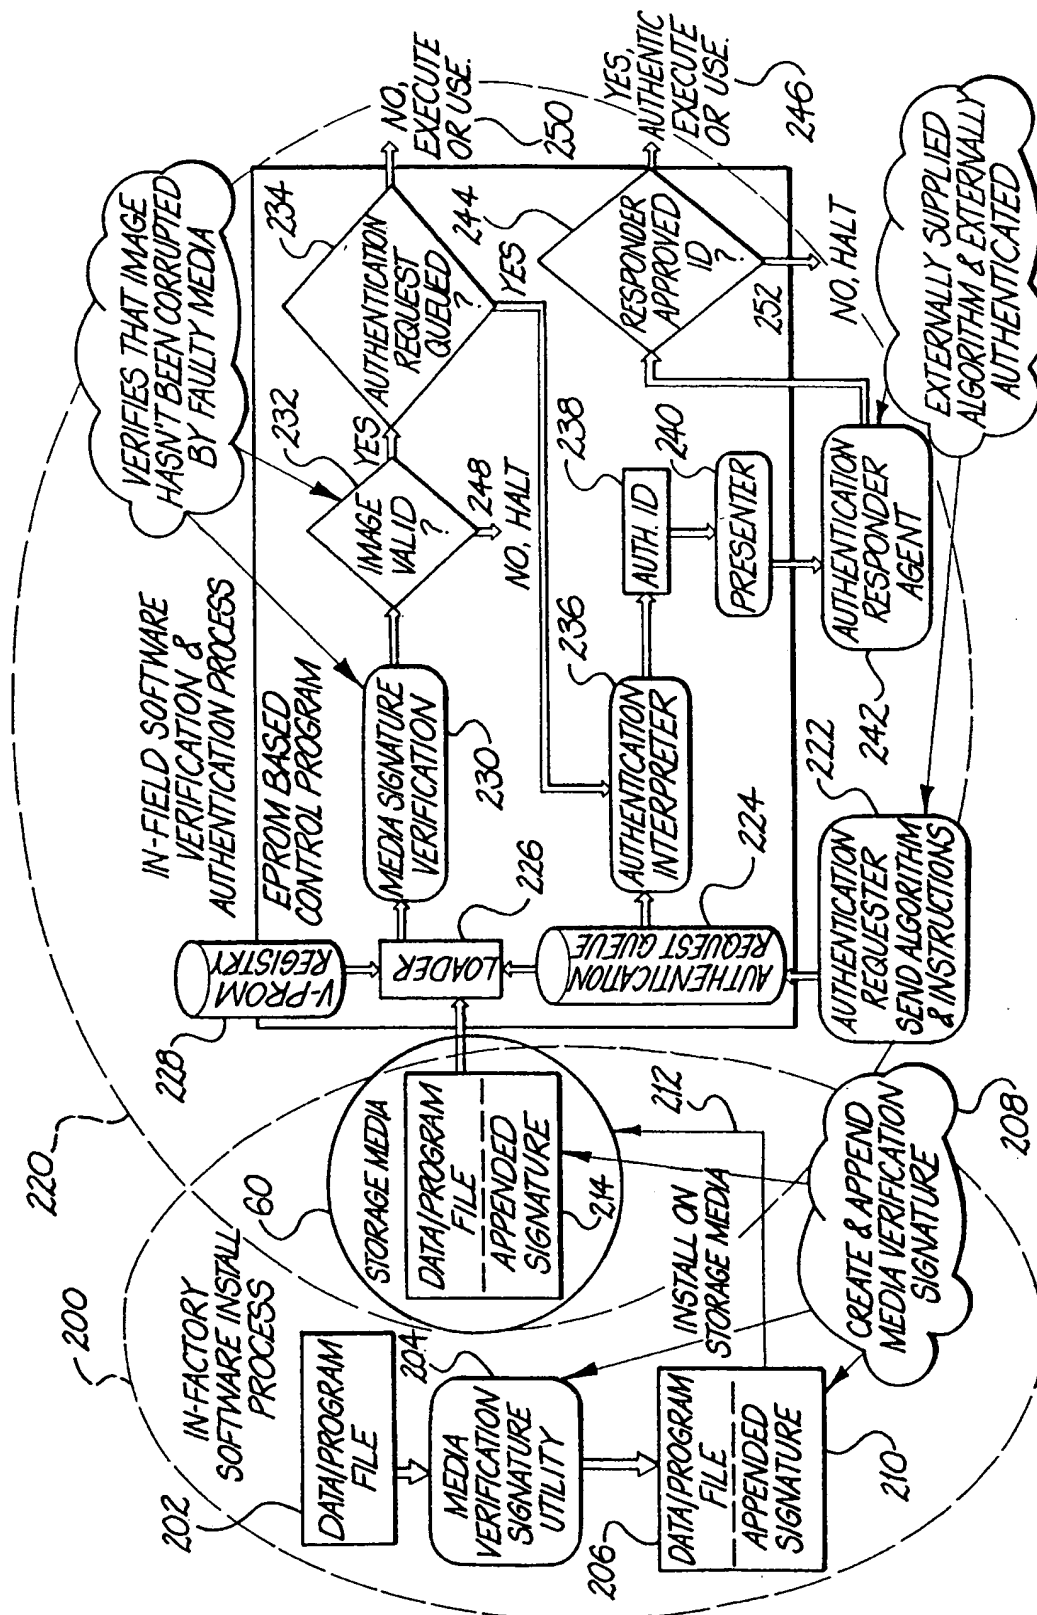 200
IN-FACTORY
SOFTWARE INSTALL
PROCESS
202
DATA/PROGRAM
FILE
204
MEDIA
VERIFICATION
SIGNATURE
UTILITY
206
DATA/PROGRAM
FILE
APPENDED
SIGNATURE
210
INSTALL ON
STORAGE MEDIA
212
CREATE & APPEND
MEDIA VERIFICATION
SIGNATURE
208
60
STORAGE MEDIA
DATA/PROGRAM
FILE
APPENDED
SIGNATURE
214
220
IN-FIELD SOFTWARE
VERIFICATION &
AUTHENTICATION PROCESS
228
V-PROM
REGISTRY
EPROM BASED
CONTROL PROGRAM
LOADER
226
MEDIA SIGNATURE
VERIFICATION
230
VERIFIES THAT IMAGE
HASN'T BEEN CORRUPTED
BY FAULTY MEDIA
232
IMAGE
VALID
?
YES
248
NO, HALT
234
AUTHENTICATION
REQUEST
QUEUED
?
YES
NO,
EXECUTE
OR USE.
250
AUTHENTICATION
REQUEST QUEUE
224
AUTHENTICATION
INTERPRETER
236
AUTH. ID
238
PRESENTER
240
244
RESPONDER
APPROVED
ID
?
YES,
AUTHENTIC
EXECUTE
OR USE.
246
252
NO, HALT
AUTHENTICATION
REQUESTER
SEND ALGORITHM
& INSTRUCTIONS
222
AUTHENTICATION
RESPONDER
AGENT
242
EXTERNALLY SUPPLIED
ALGORITHM & EXTERNALLY
AUTHENTICATED